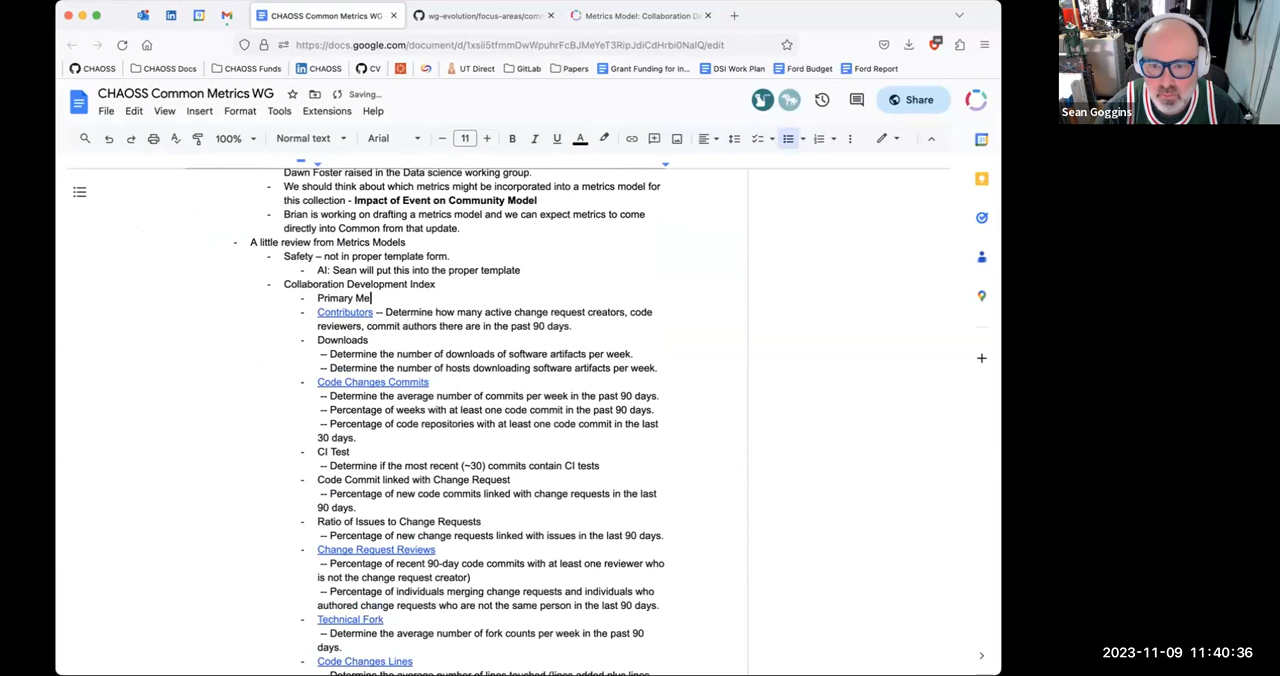 CHAOSS Common Metrics WG
wg-evolution/focus-areas/com
Metrics Model: Collaboration De
https://docs.google.com/document/d/1xsii5tfmmDwWpuhrFcBJMeYeT3RipJdiCdHrbi0NaIQ/edit
CHAOSS CHAOSS Docs CHAOSS Funds CHAOSS CV UT Direct GitLab Papers Grant Funding for In... DSI Work Plan Ford Budget Ford Report
CHAOSS Common Metrics WG Saving...
File Edit View Insert Format Tools Extensions Help
Share
100% Normal text Arial 11
Dawn Foster raised in the Data science working group.
- We should think about which metrics might be incorporated into a metrics model for
this collection - Impact of Event on Community Model
- Brian is working on drafting a metrics model and we can expect metrics to come
directly into Common from that update.
- A little review from Metrics Models
- Safety – not in proper template form.
- AI: Sean will put this into the proper template
- Collaboration Development Index
- Primary Me
- Contributors -- Determine how many active change request creators, code
reviewers, commit authors there are in the past 90 days.
- Downloads
-- Determine the number of downloads of software artifacts per week.
-- Determine the number of hosts downloading software artifacts per week.
- Code Changes Commits
-- Determine the average number of commits per week in the past 90 days.
-- Percentage of weeks with at least one code commit in the past 90 days.
-- Percentage of code repositories with at least one code commit in the last
30 days.
- CI Test
-- Determine if the most recent (~30) commits contain CI tests
- Code Commit linked with Change Request
-- Percentage of new code commits linked with change requests in the last
90 days.
- Ratio of Issues to Change Requests
-- Percentage of new change requests linked with issues in the last 90 days.
- Change Request Reviews
-- Percentage of recent 90-day code commits with at least one reviewer who
is not the change request creator)
-- Percentage of individuals merging change requests and individuals who
authored change requests who are not the same person in the last 90 days.
- Technical Fork
-- Determine the average number of fork counts per week in the past 90
days.
- Code Changes Lines
-- Determine the average number of lines touched (lines added plus lines
Sean Goggins
2023-11-09 11:40:36